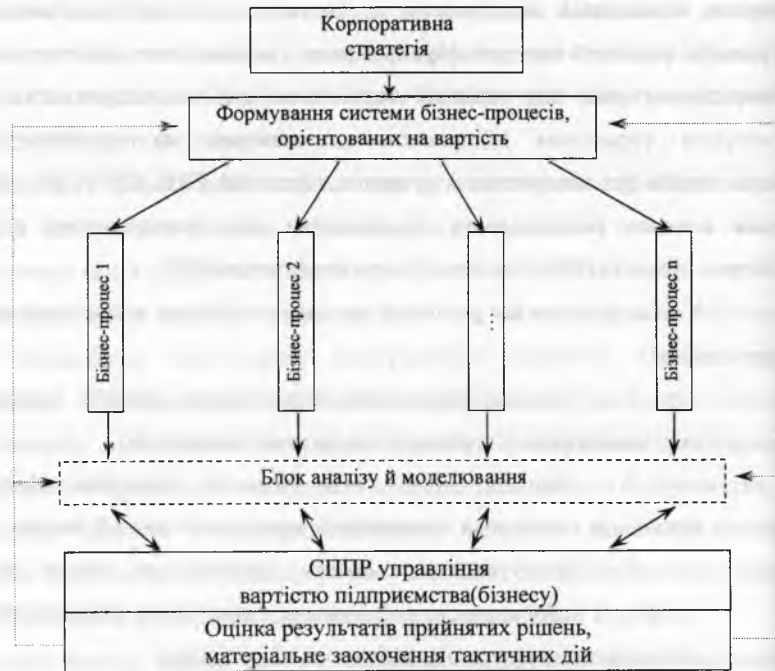 Корпоративна
стратегія
Формування системи бізнес-процесів,
орієнтованих на вартість
Бізнес-процес 1
Бізнес-процес 2
...
Бізнес-процес n
Блок аналізу й моделювання
СППР управління
вартістю підприємства(бізнесу)
Оцінка результатів прийнятих рішень,
матеріальне заохочення тактичних дій